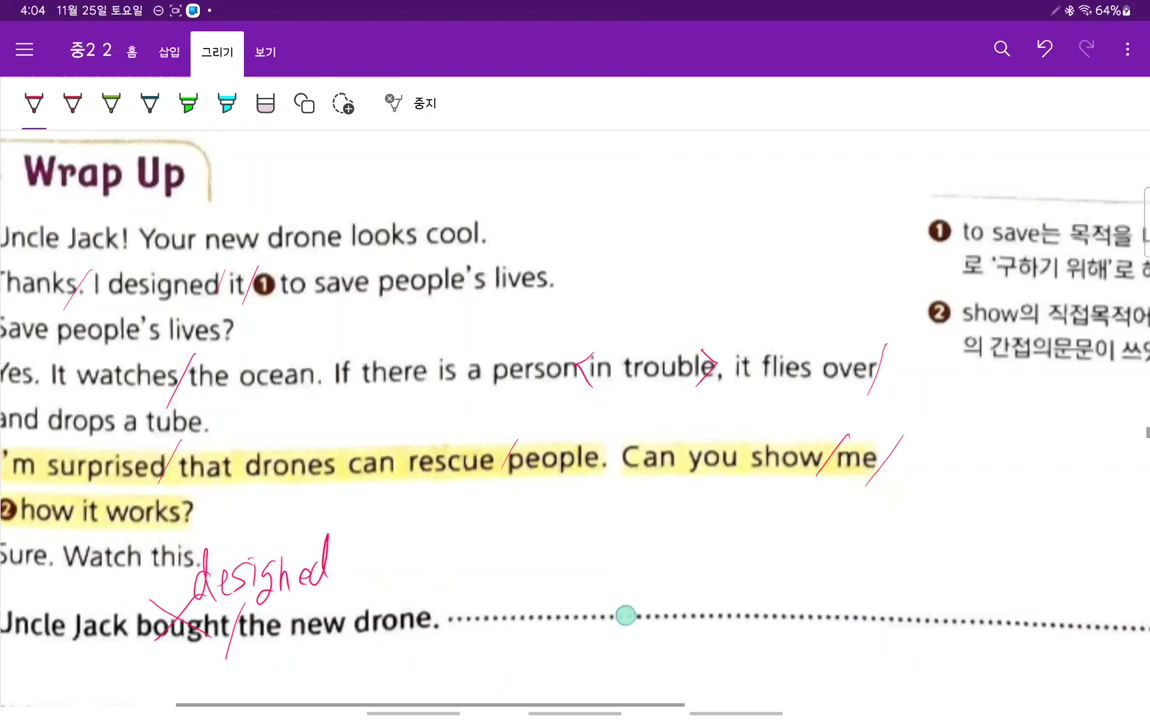 4:04 11월 25일 토요일 64%
중2 2 홈 삽입 그리기 보기
중지
Wrap Up
Uncle Jack! Your new drone looks cool.
Thanks. I designed it ❶ to save people's lives.
Save people's lives?
Yes. It watches the ocean. If there is a person in trouble, it flies over
and drops a tube.
I'm surprised that drones can rescue people. Can you show me
❷ how it works?
Sure. Watch this.
designed
Uncle Jack bought the new drone.
❶ to save는 목적을
로 '구하기 위해'로
❷ show의 직접목적어
의 간접의문문이